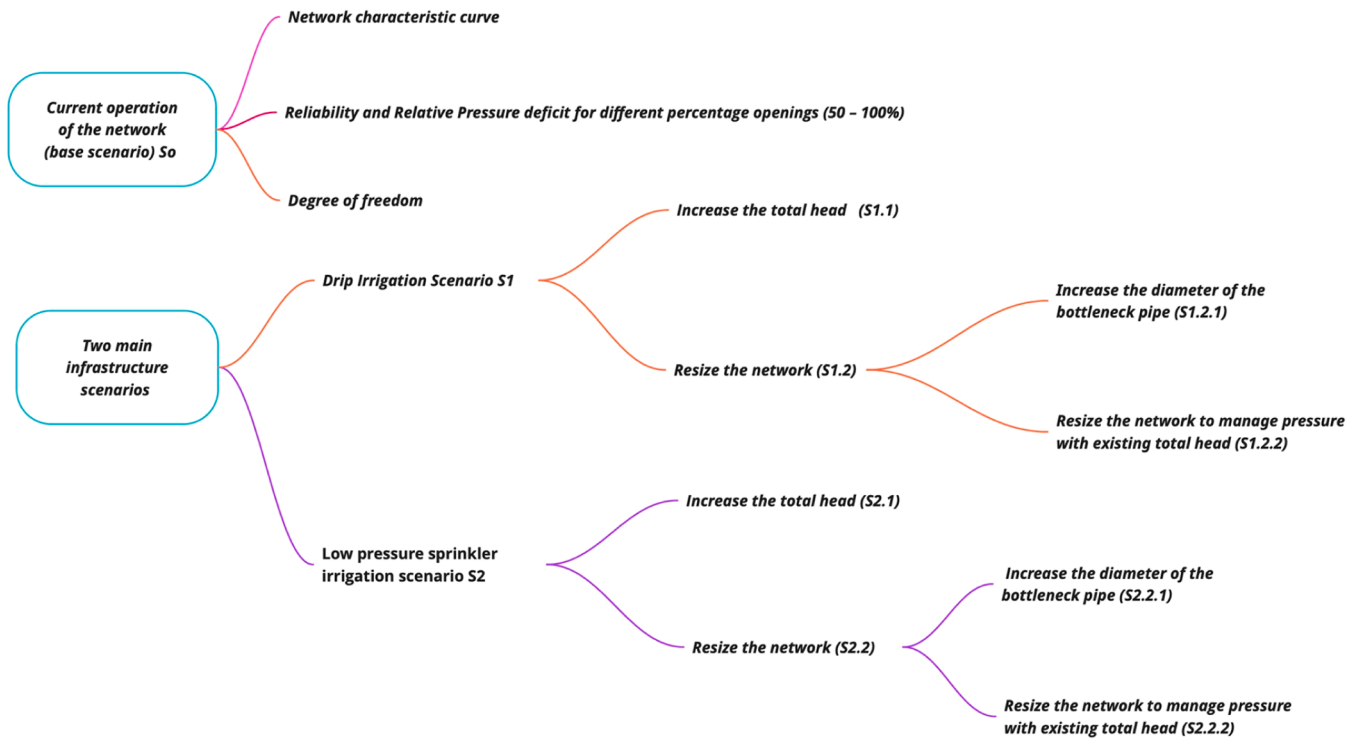 Network characteristic curve
Current operation
of the network
(base scenario) So
Reliability and Relative Pressure deficit for different percentage openings (50 – 100%)
Degree of freedom
Two main
infrastructure
scenarios
Drip Irrigation Scenario S1
Increase the total head (S1.1)
Resize the network (S1.2)
Increase the diameter of the
bottleneck pipe (S1.2.1)
Resize the network to manage pressure
with existing total head (S1.2.2)
Low pressure sprinkler
irrigation scenario S2
Increase the total head (S2.1)
Resize the network (S2.2)
Increase the diameter of the
bottleneck pipe (S2.2.1)
Resize the network to manage pressure
with existing total head (S2.2.2)